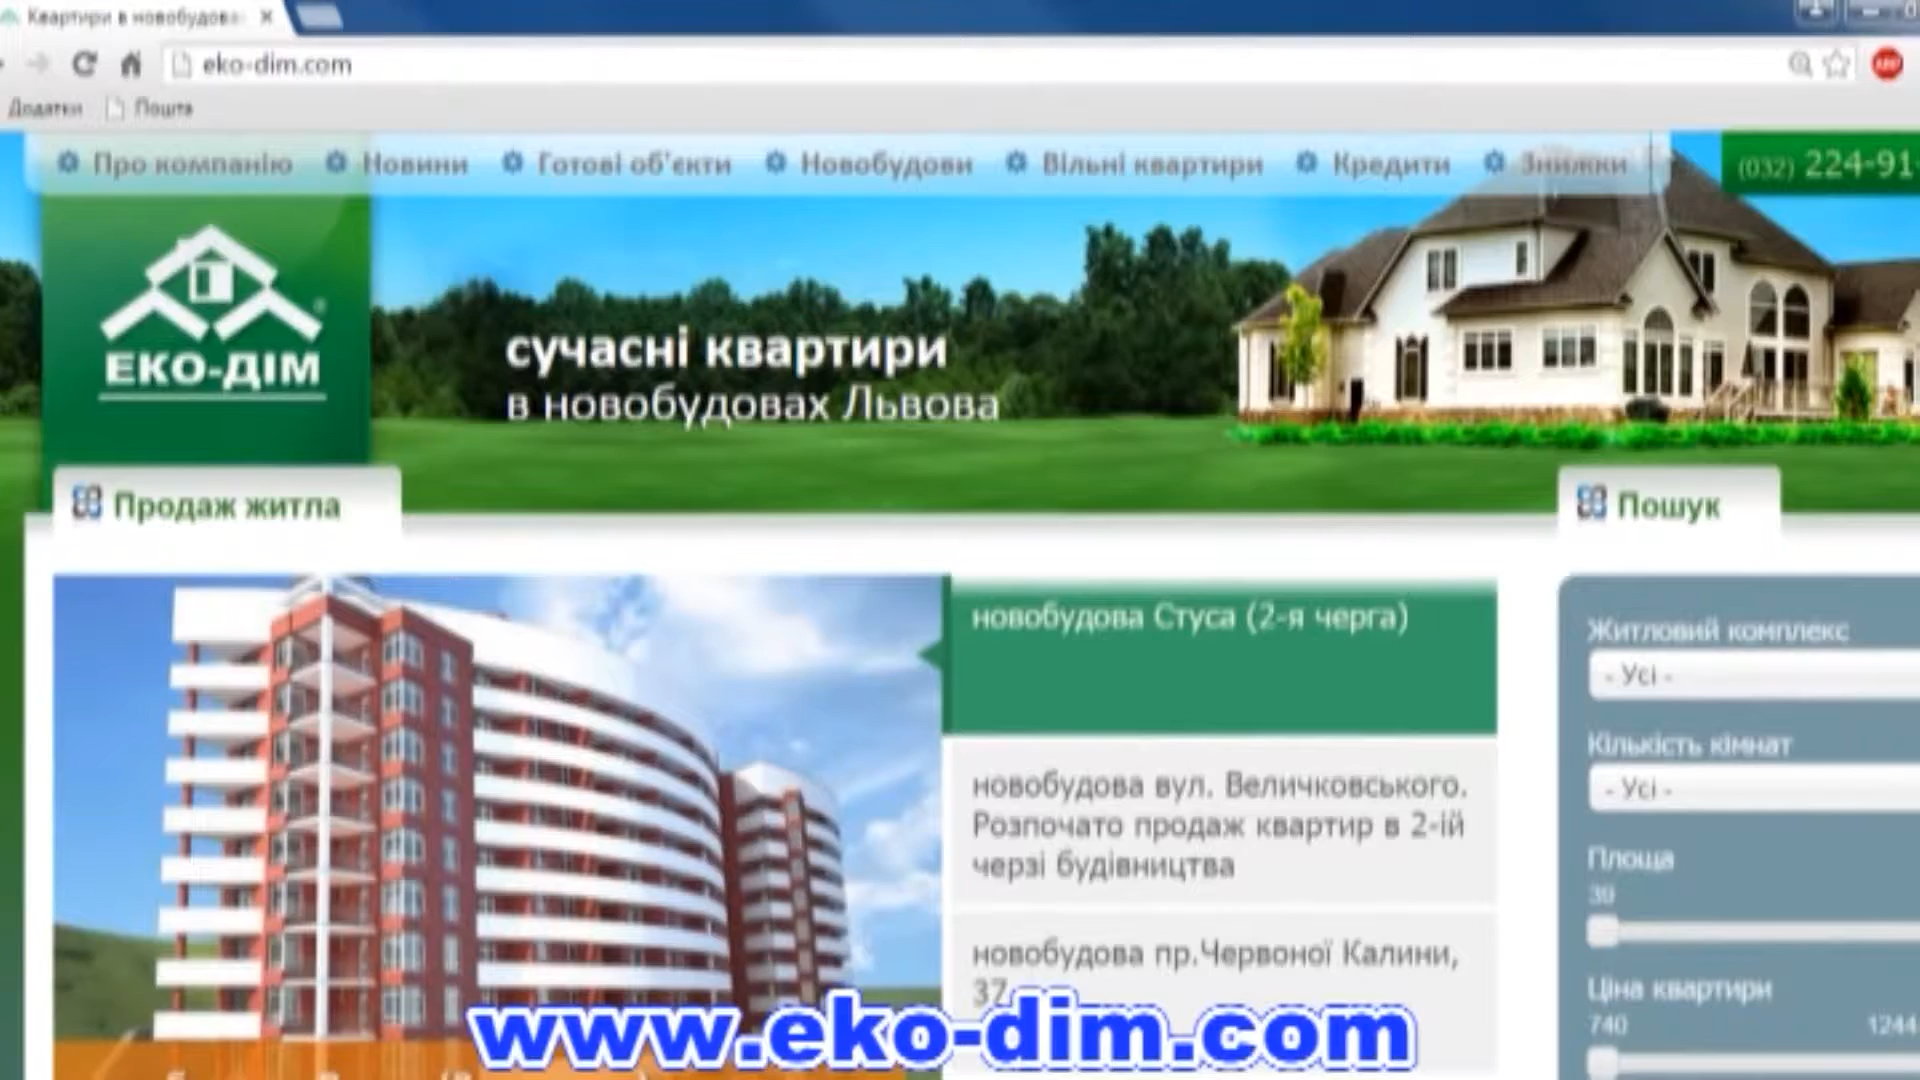 Квартири в новобудова
eko-dim.com
ABP
Додатки
Пошта
Про компанію
Новини
Готові об'єкти
Новобудови
Вільні квартири
Кредити
Знижки
(032) 224-91-
ЕКО-ДІМ
сучасні квартири
в новобудовах Львова
Продаж житла
Пошук
новобудова Стуса (2-я черга)
новобудова вул. Величковського.
Розпочато продаж квартир в 2-ій
черзі будівництва
новобудова пр.Червоної Калини,
37
Житловий комплекс
- Усі -
Кількість кімнат
- Усі -
Площа
39
Ціна квартири
740
1244
www.eko-dim.com